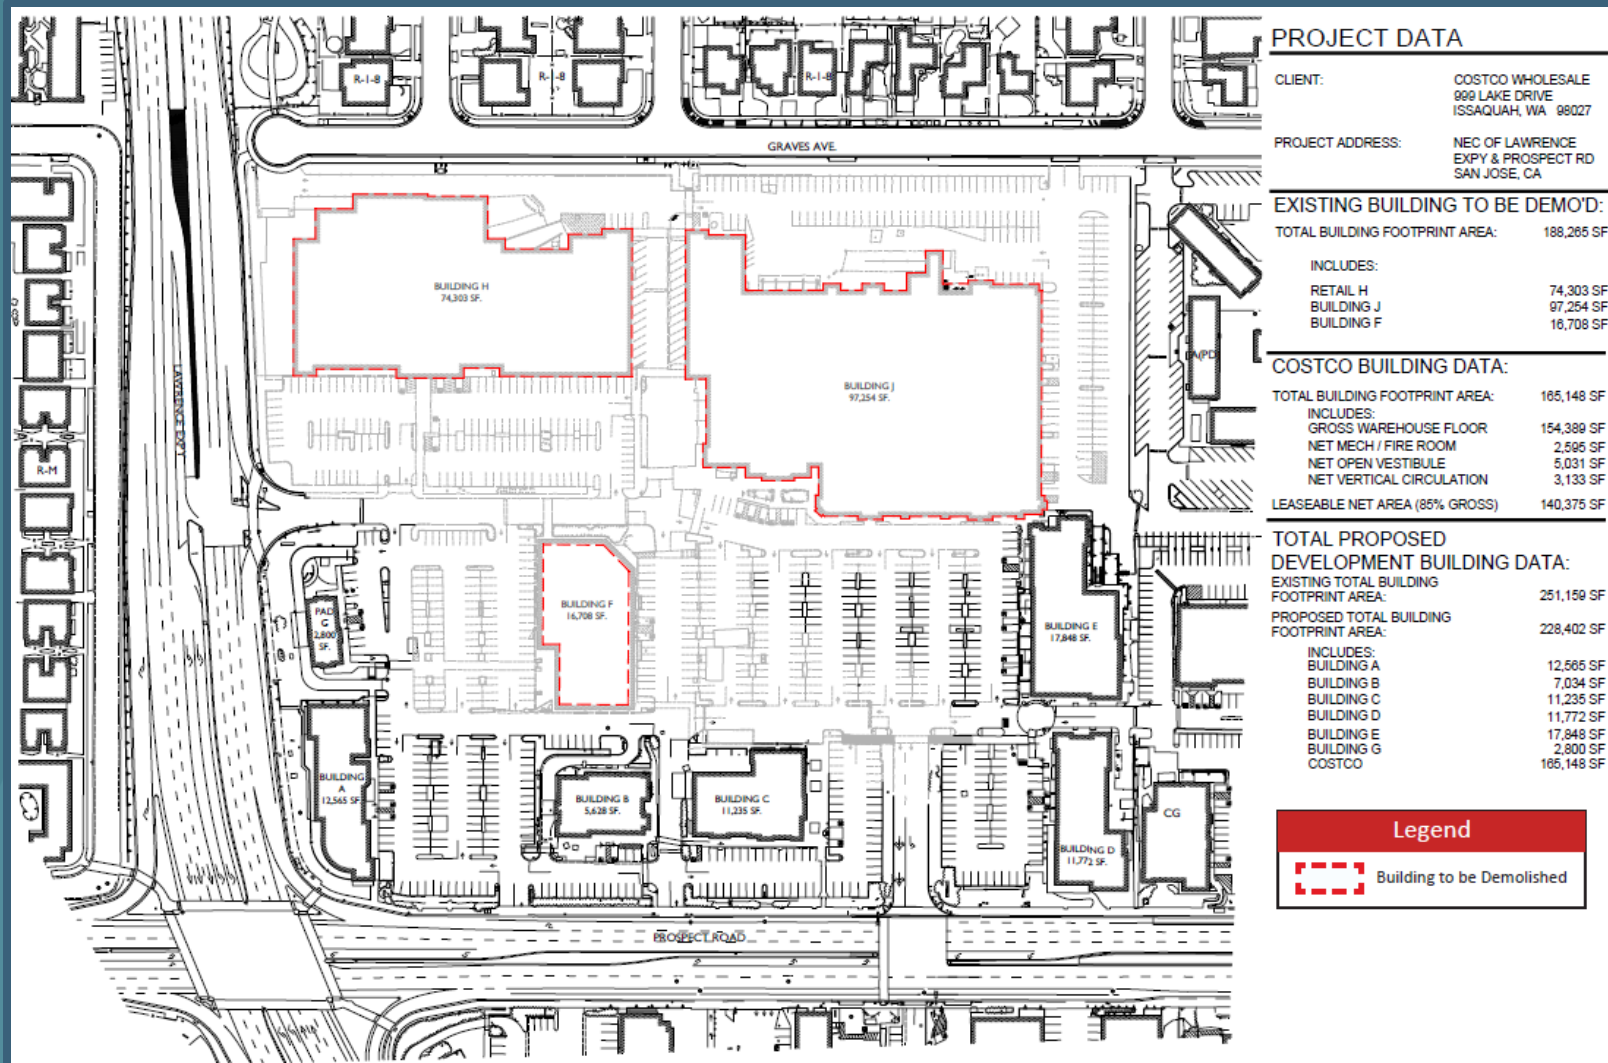 R-1-8
R-1-8
R-1-8
GRAVES AVE.
BUILDING H
74,303 SF.
BUILDING J
97,254 SF.
LAWRENCE EXPY
R-M
A(PD)
BUILDING F
16,708 SF.
PAD
G
2,800
SF.
BUILDING E
17,848 SF.
BUILDING
A
12,565 SF.
BUILDING B
5,628 SF.
BUILDING C
11,235 SF.
BUILDING D
11,772 SF.
CG
PROSPECT ROAD
PROJECT DATA
CLIENT: COSTCO WHOLESALE
999 LAKE DRIVE
ISSAQUAH, WA 98027
PROJECT ADDRESS: NEC OF LAWRENCE
EXPY & PROSPECT RD
SAN JOSE, CA
EXISTING BUILDING TO BE DEMO'D:
TOTAL BUILDING FOOTPRINT AREA: 188,265 SF
INCLUDES:
RETAIL H 74,303 SF
BUILDING J 97,254 SF
BUILDING F 16,708 SF
COSTCO BUILDING DATA:
TOTAL BUILDING FOOTPRINT AREA: 165,148 SF
INCLUDES:
GROSS WAREHOUSE FLOOR 154,389 SF
NET MECH / FIRE ROOM 2,595 SF
NET OPEN VESTIBULE 5,031 SF
NET VERTICAL CIRCULATION 3,133 SF
LEASEABLE NET AREA (85% GROSS) 140,375 SF
TOTAL PROPOSED
DEVELOPMENT BUILDING DATA:
EXISTING TOTAL BUILDING
FOOTPRINT AREA: 251,159 SF
PROPOSED TOTAL BUILDING
FOOTPRINT AREA: 228,402 SF
INCLUDES:
BUILDING A 12,565 SF
BUILDING B 7,034 SF
BUILDING C 11,235 SF
BUILDING D 11,772 SF
BUILDING E 17,848 SF
BUILDING G 2,800 SF
COSTCO 165,148 SF
Legend
Building to be Demolished